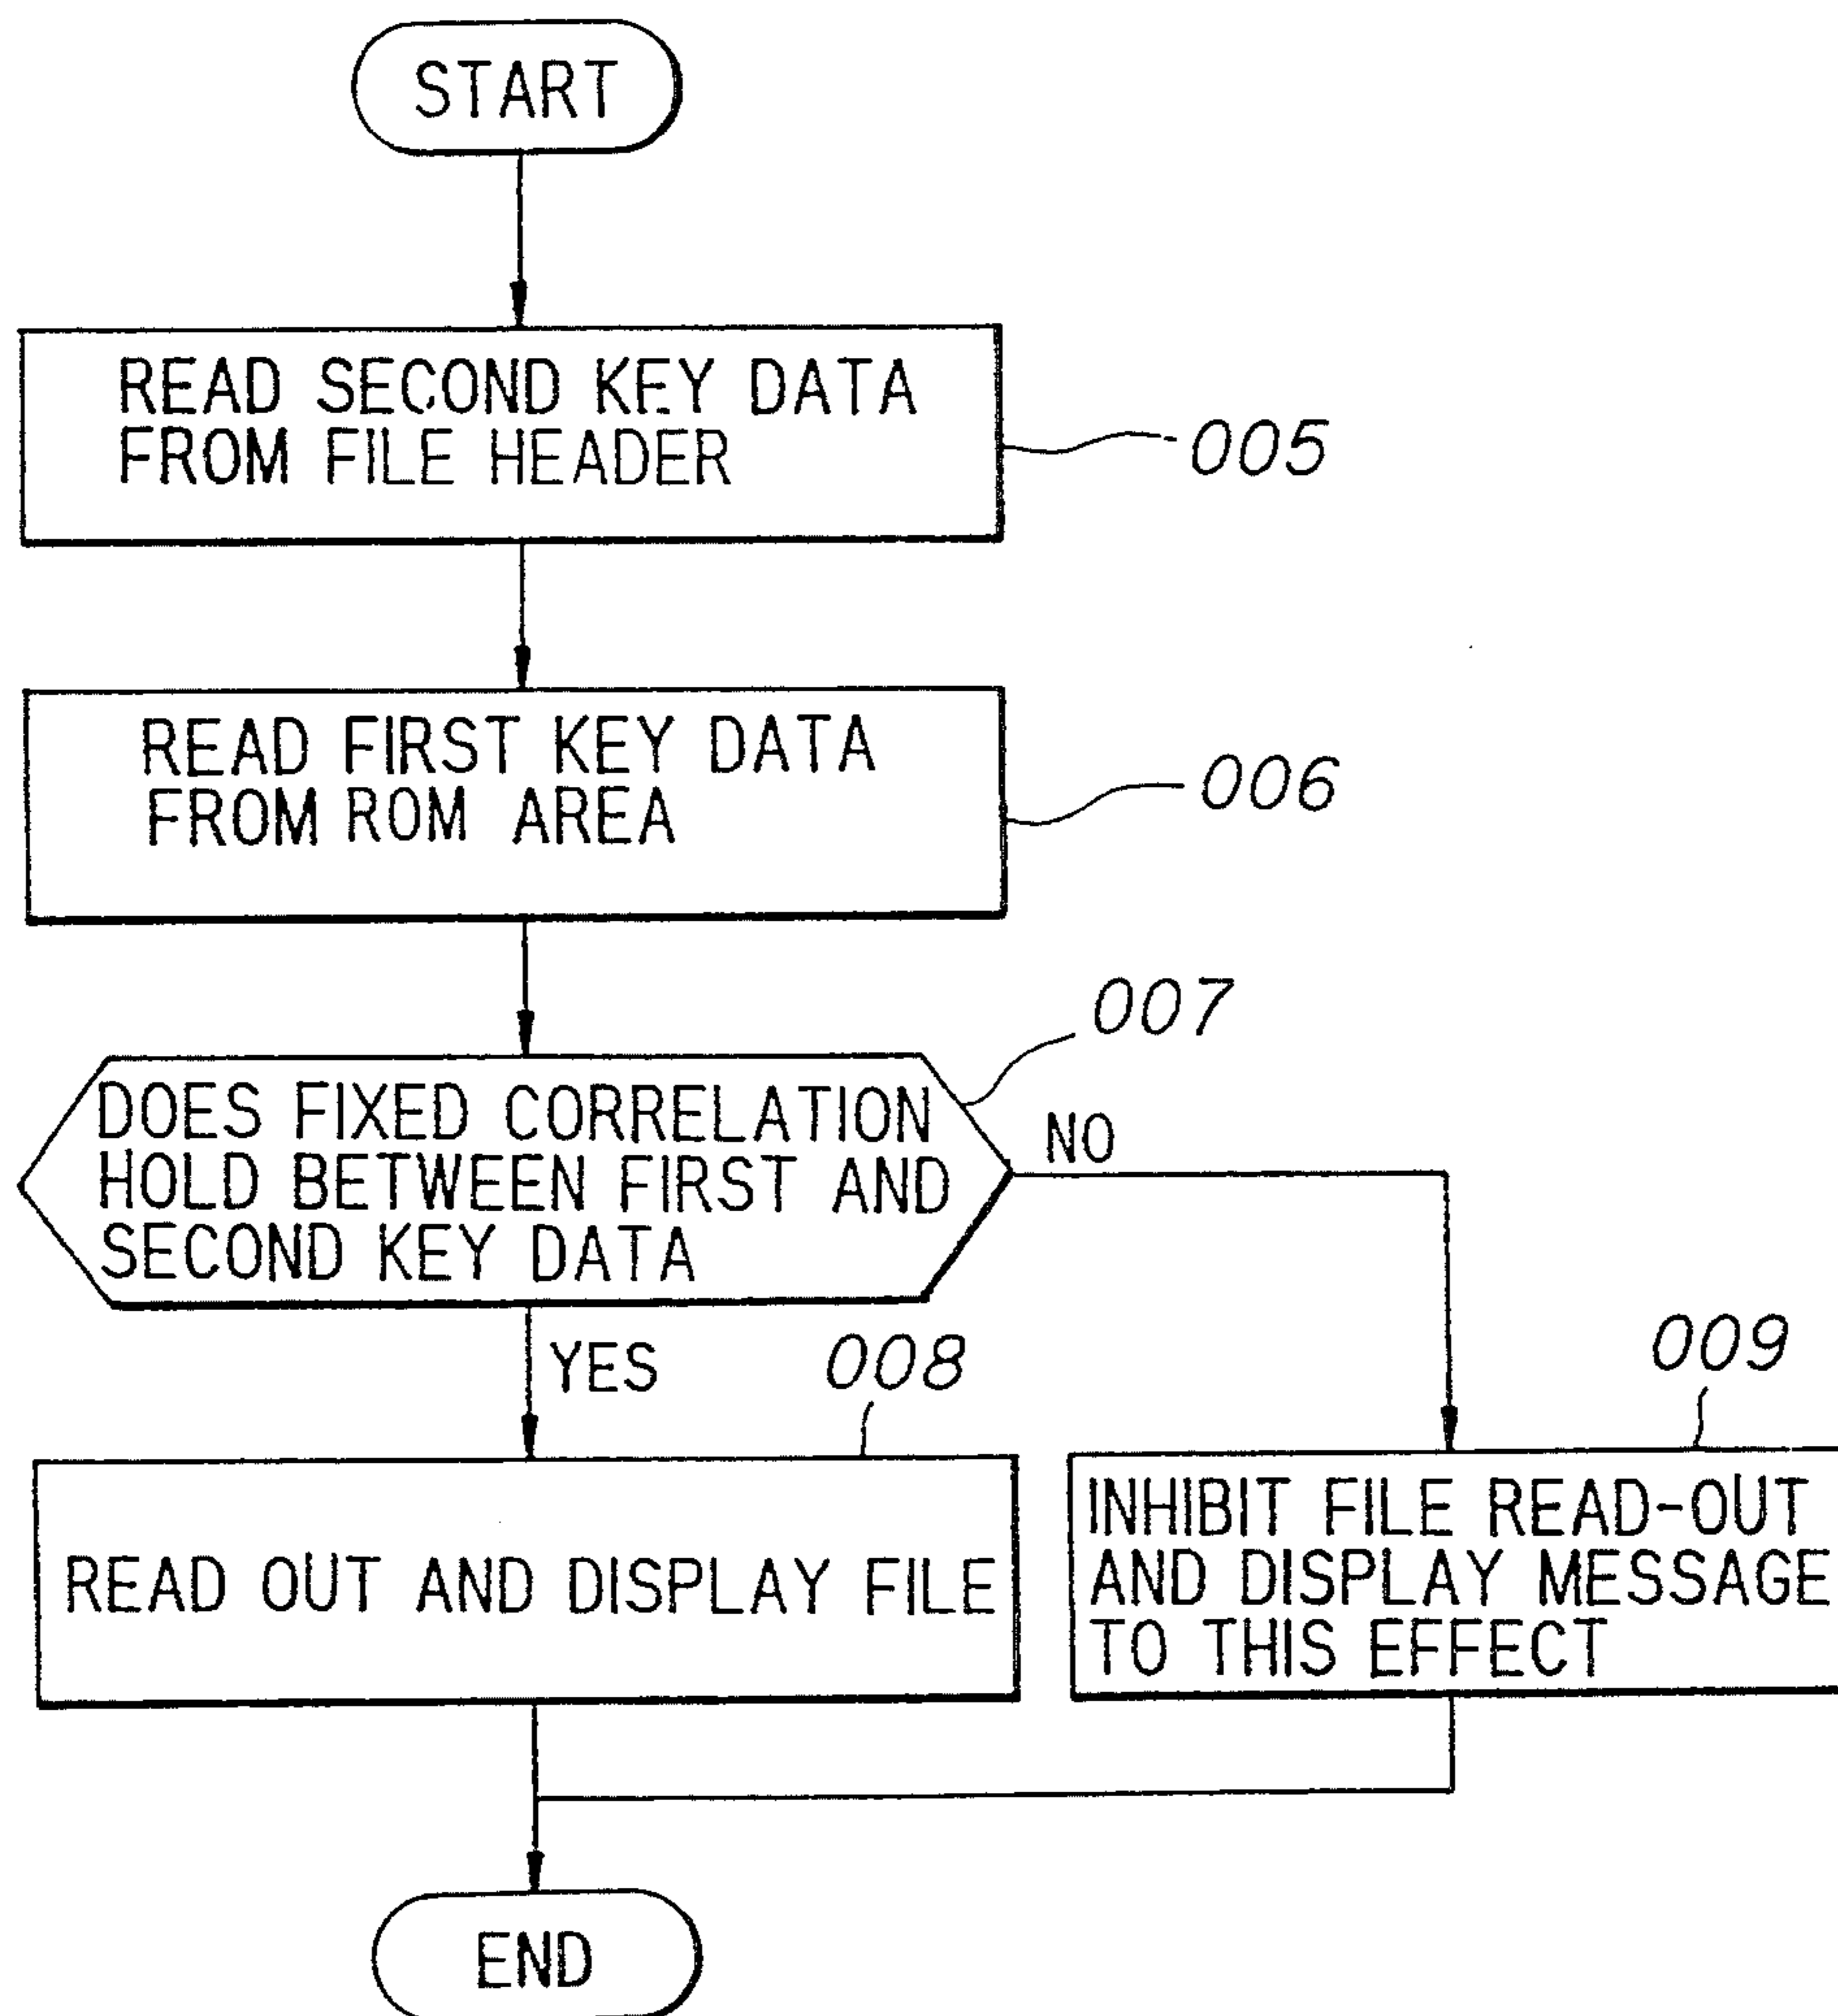 START
READ SECOND KEY DATA
FROM FILE HEADER
005
READ FIRST KEY DATA
FROM ROM AREA
006
007
DOES FIXED CORRELATION
HOLD BETWEEN FIRST AND
SECOND KEY DATA
NO
YES
008
009
READ OUT AND DISPLAY FILE
INHIBIT FILE READ-OUT
AND DISPLAY MESSAGE
TO THIS EFFECT
END